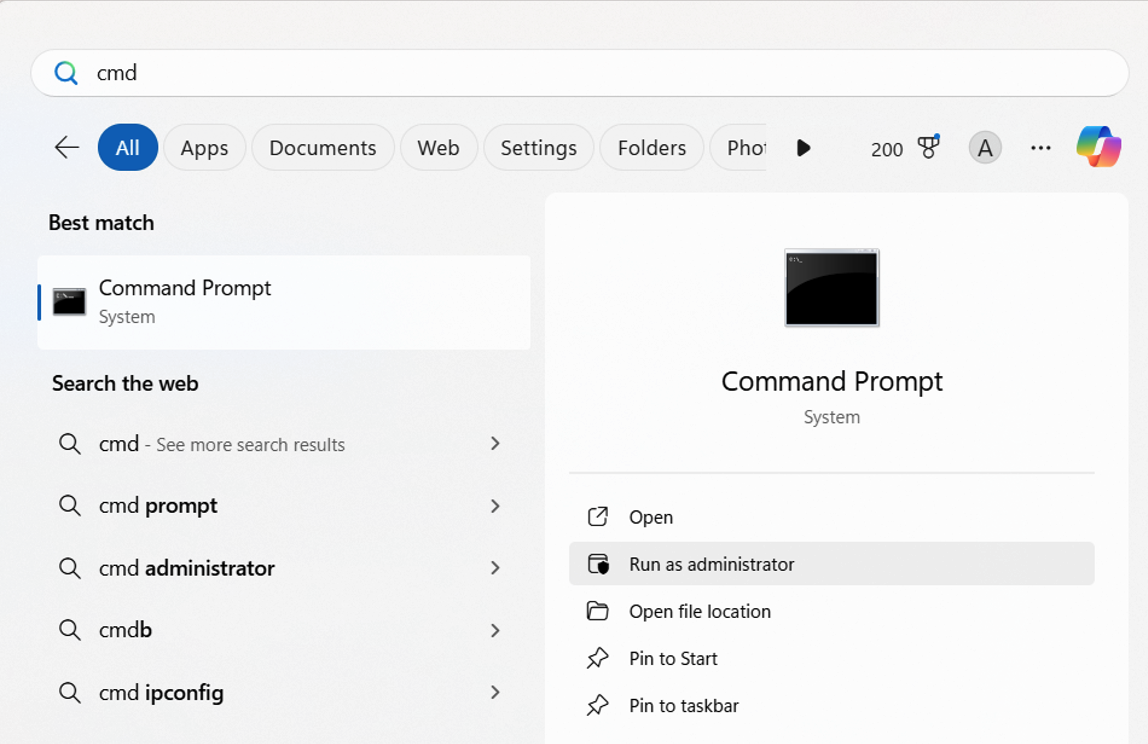 cmd
All
Apps
Documents
Web
Settings
Folders
200
A
Best match
Command Prompt
System
Search the web
cmd - See more search results
cmd prompt
cmd administrator
cmdb
cmd ipconfig
Command Prompt
System
Open
Run as administrator
Open file location
Pin to Start
Pin to taskbar